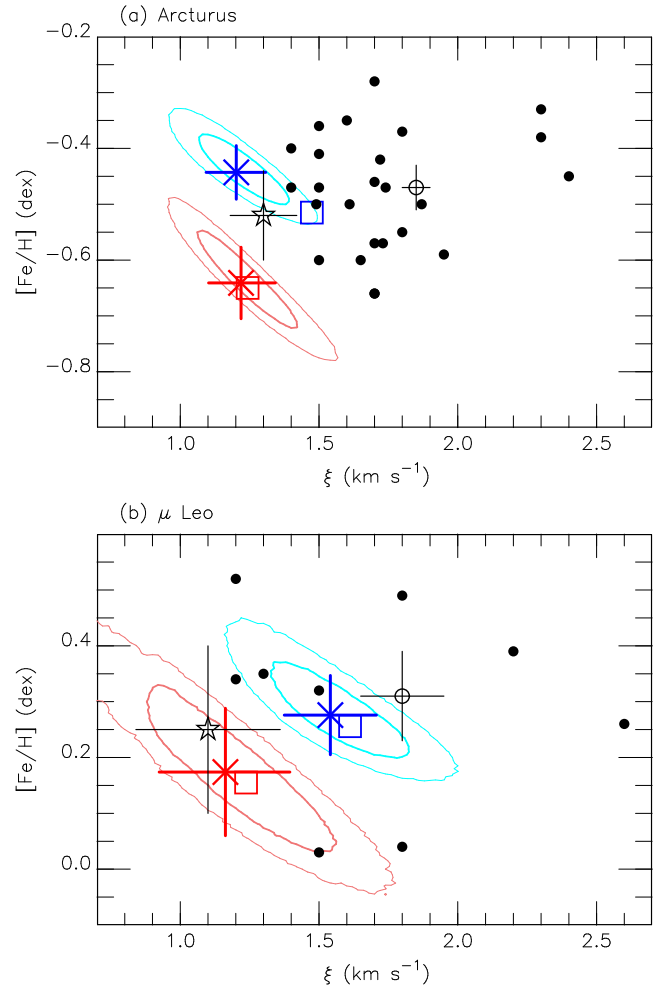 (a) Arcturus
−0.2
−0.4
−0.6
−0.8
[Fe/H] (dex)
1.0 1.5 2.0 2.5
ξ (km s⁻¹)
(b) μ Leo
0.4
0.2
0.0
[Fe/H] (dex)
1.0 1.5 2.0 2.5
ξ (km s⁻¹)